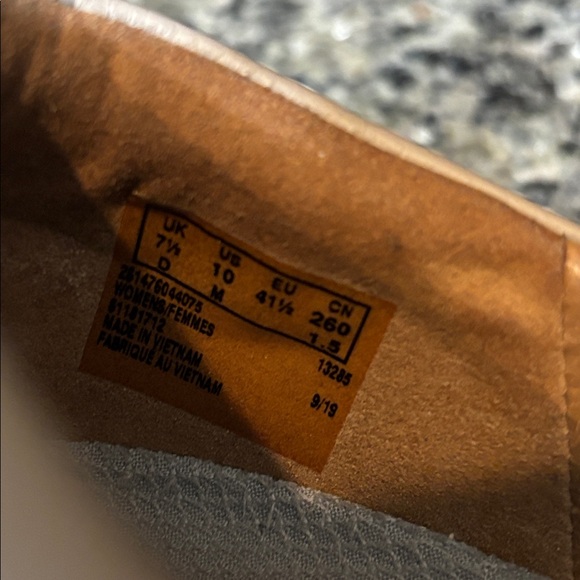 UK US EU CN
7½ 10 41½ 260
D M 1.5
261476044075
WOMENS/FEMMES 13285
61181712
MADE IN VIETNAM
FABRIQUE AU VIETNAM 9/19